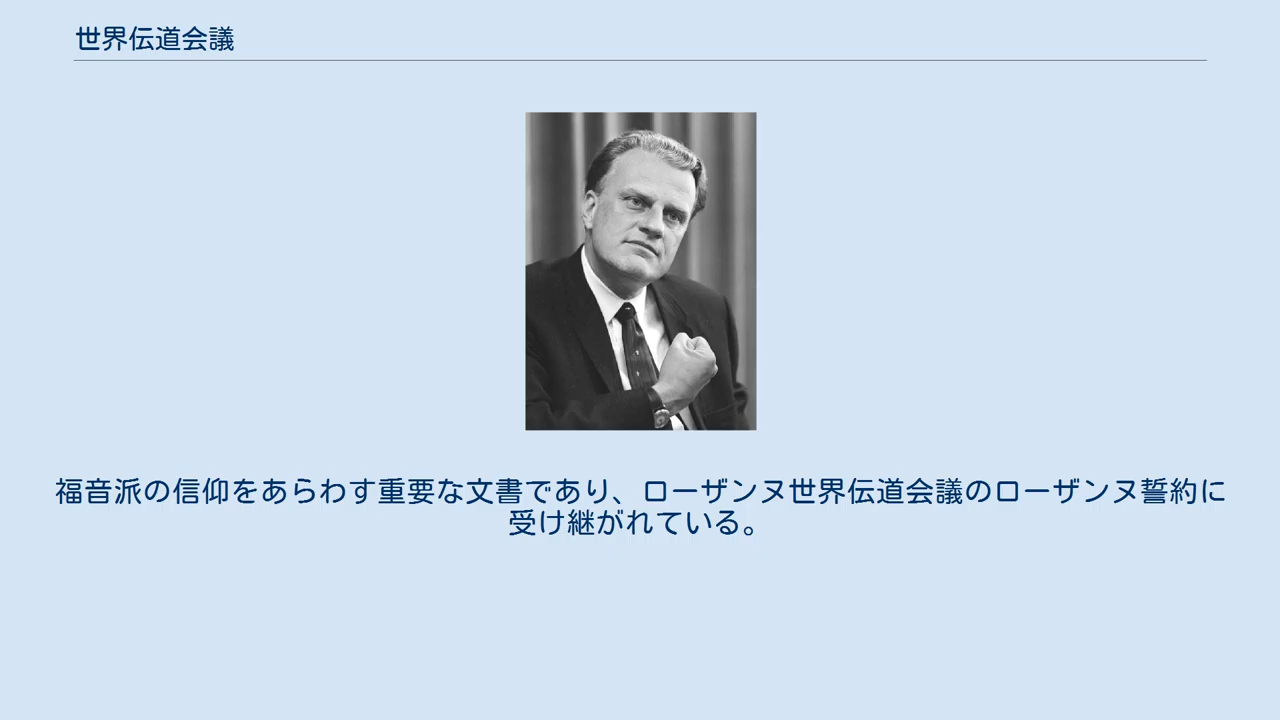 世界伝道会議
福音派の信仰をあらわす重要な文書であり、ローザンヌ世界伝道会議のローザンヌ誓約に
受け継がれている。